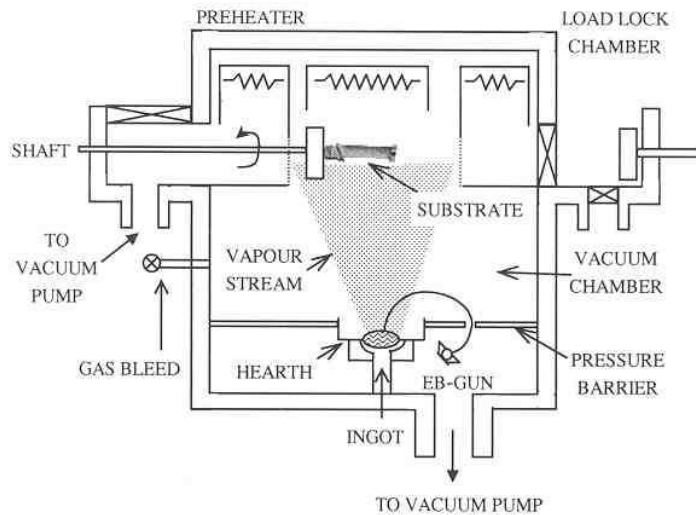 PREHEATER
LOAD LOCK
CHAMBER
SHAFT
SUBSTRATE
TO
VACUUM
PUMP
VAPOUR
STREAM
VACUUM
CHAMBER
GAS BLEED
HEARTH
EB-GUN
PRESSURE
BARRIER
INGOT
TO VACUUM PUMP